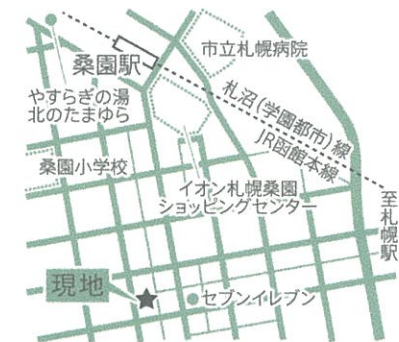 市立札幌病院
桑園駅
やすらぎの湯
北のたまゆら
札沼(学園都市)線
JR函館本線
桑園小学校
イオン札幌桑園
ショッピングセンター
至札幌駅
現地
セブンイレブン